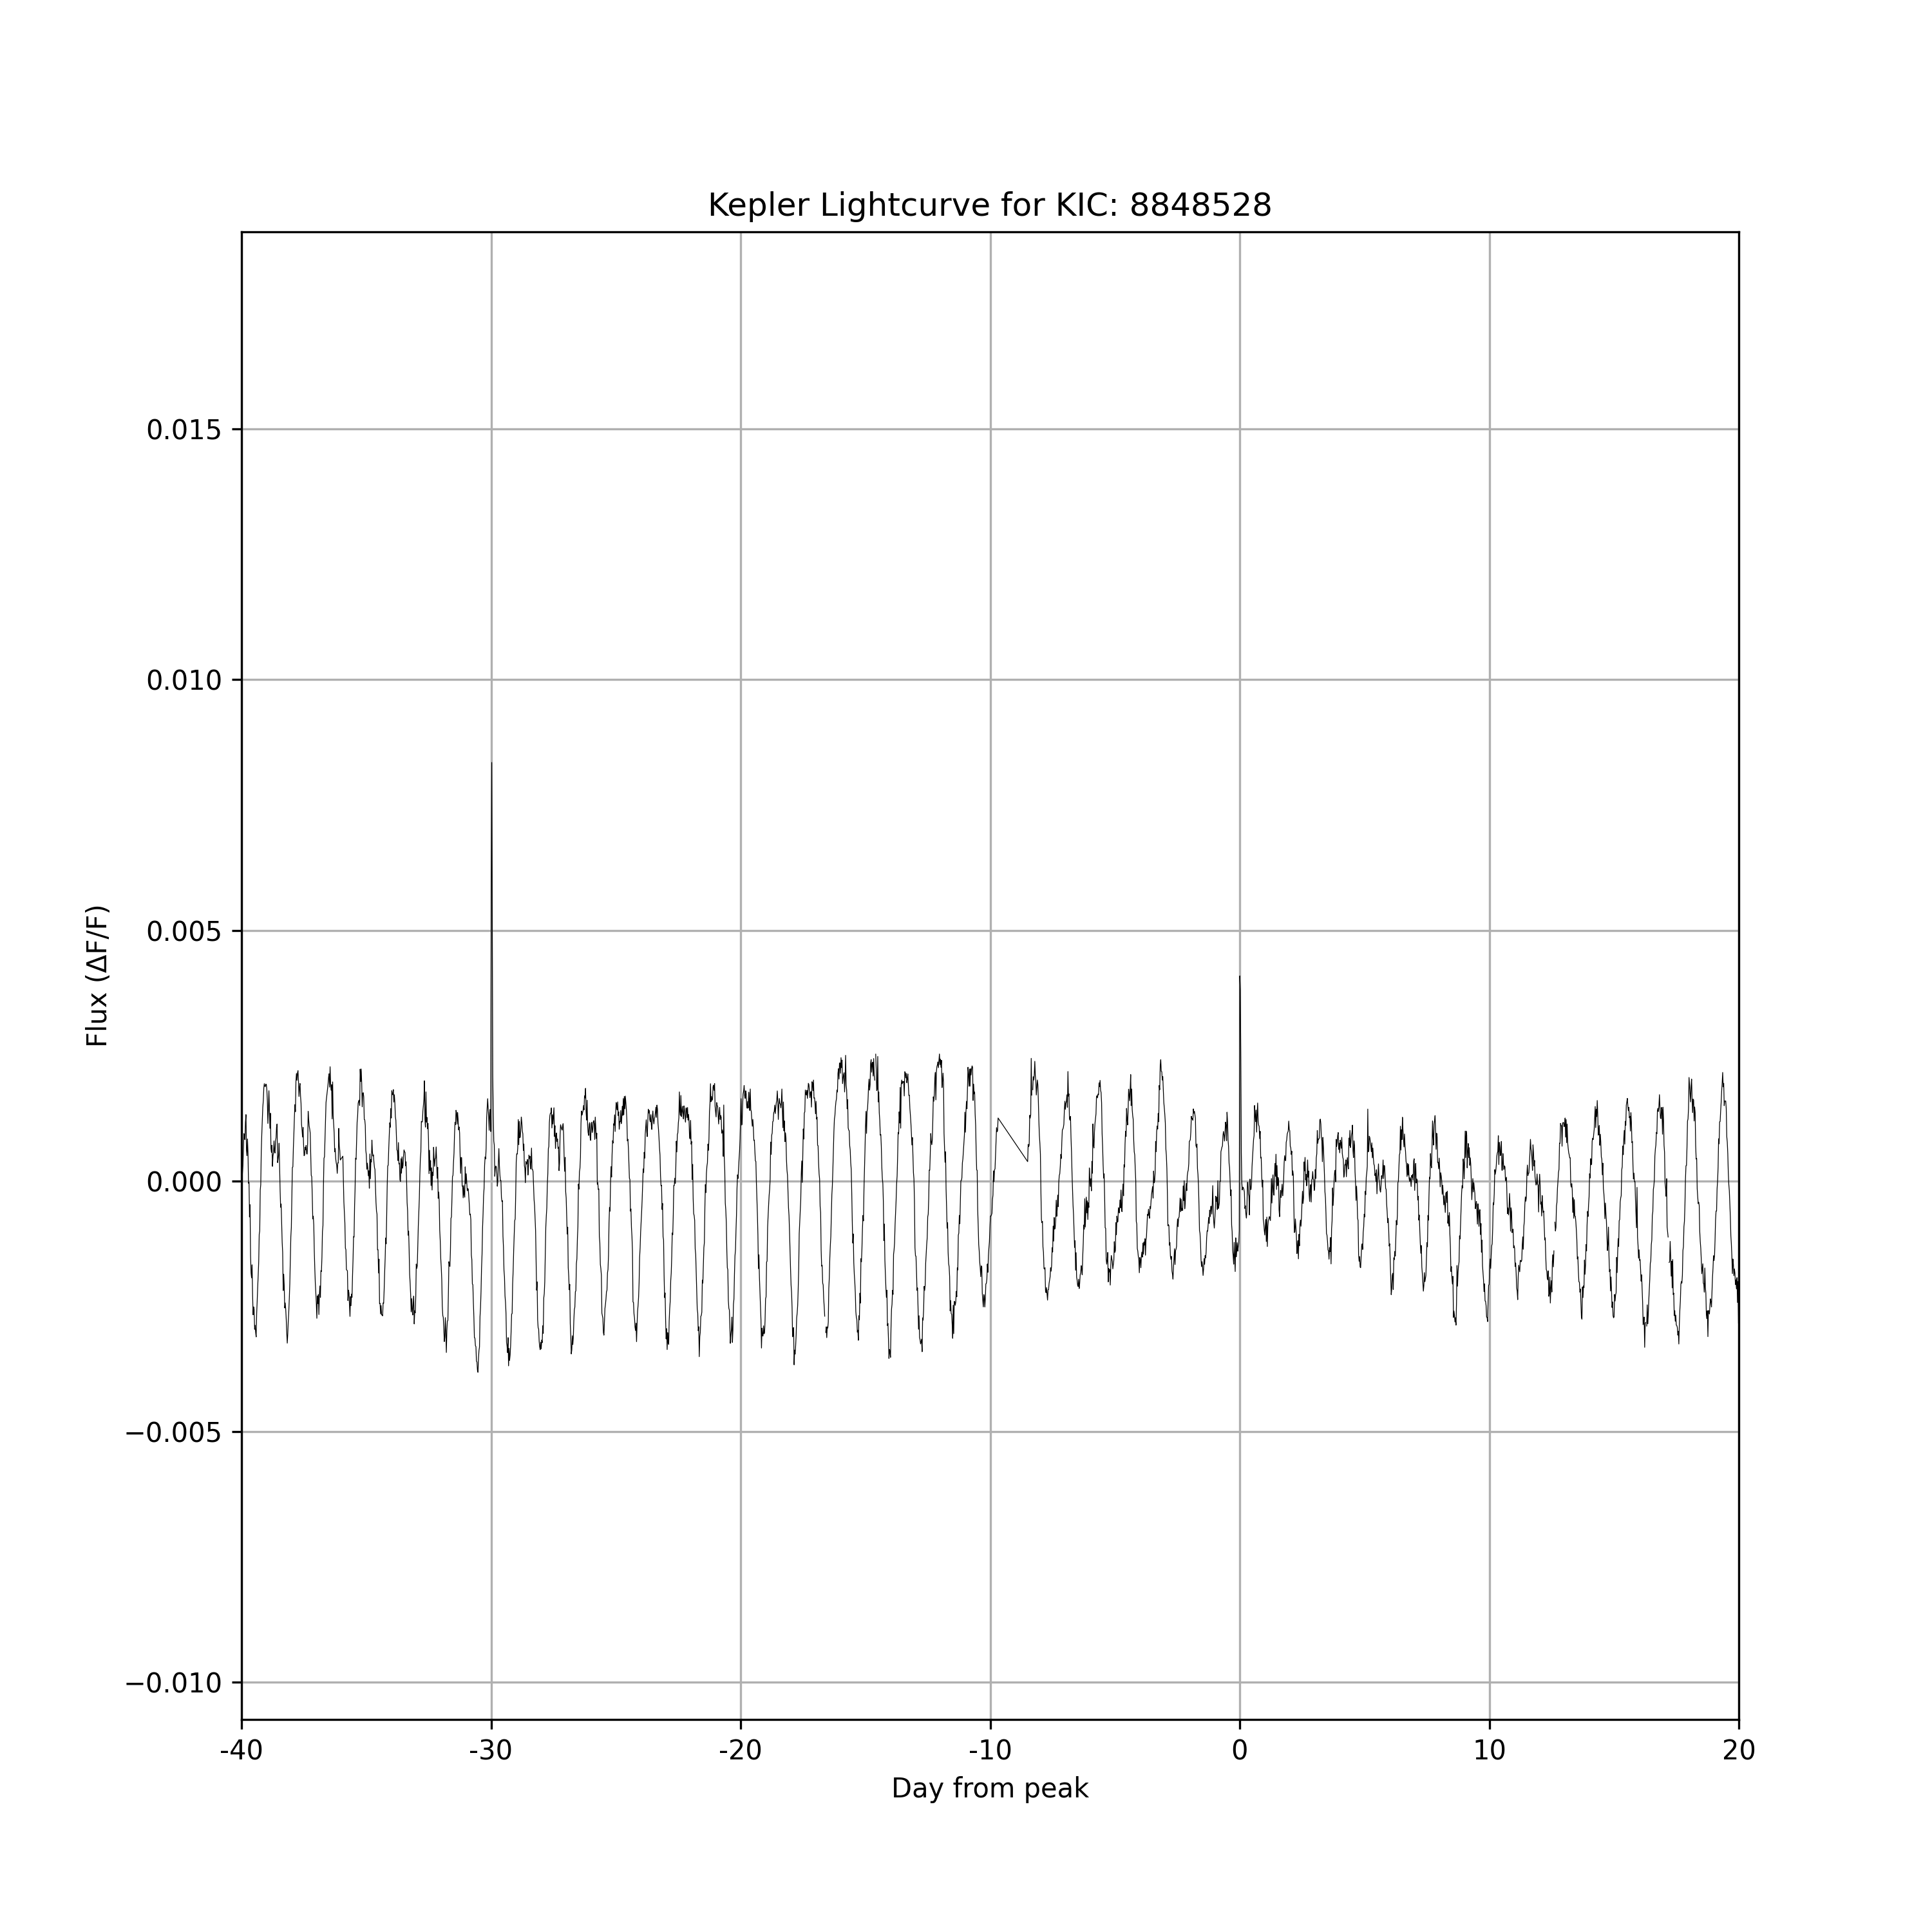 Kepler Lightcurve for KIC: 8848528
0.015
0.010
0.005
0.000
−0.005
−0.010
Flux (ΔF/F)
-40 -30 -20 -10 0 10 20
Day from peak